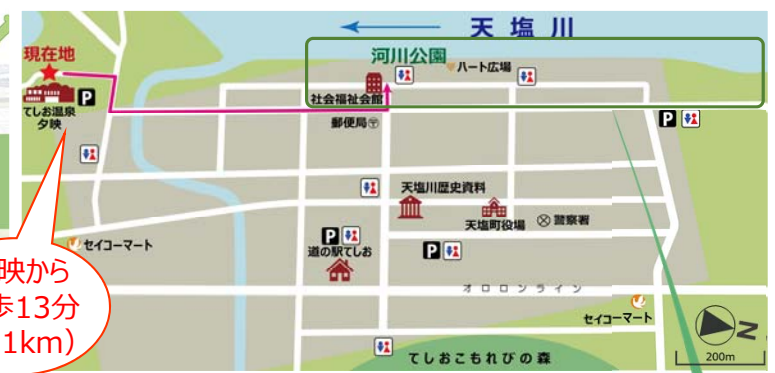 天塩川
現在地
河川公園
ハート広場
P
てしお温泉
夕映
社会福祉会館
郵便局
P
天塩川歴史資料
天塩町役場
警察署
P
道の駅てしお
P
セイコーマート
映から
歩13分
1km）
オロロンライン
セイコーマート
N
200m
てしおこもれびの森